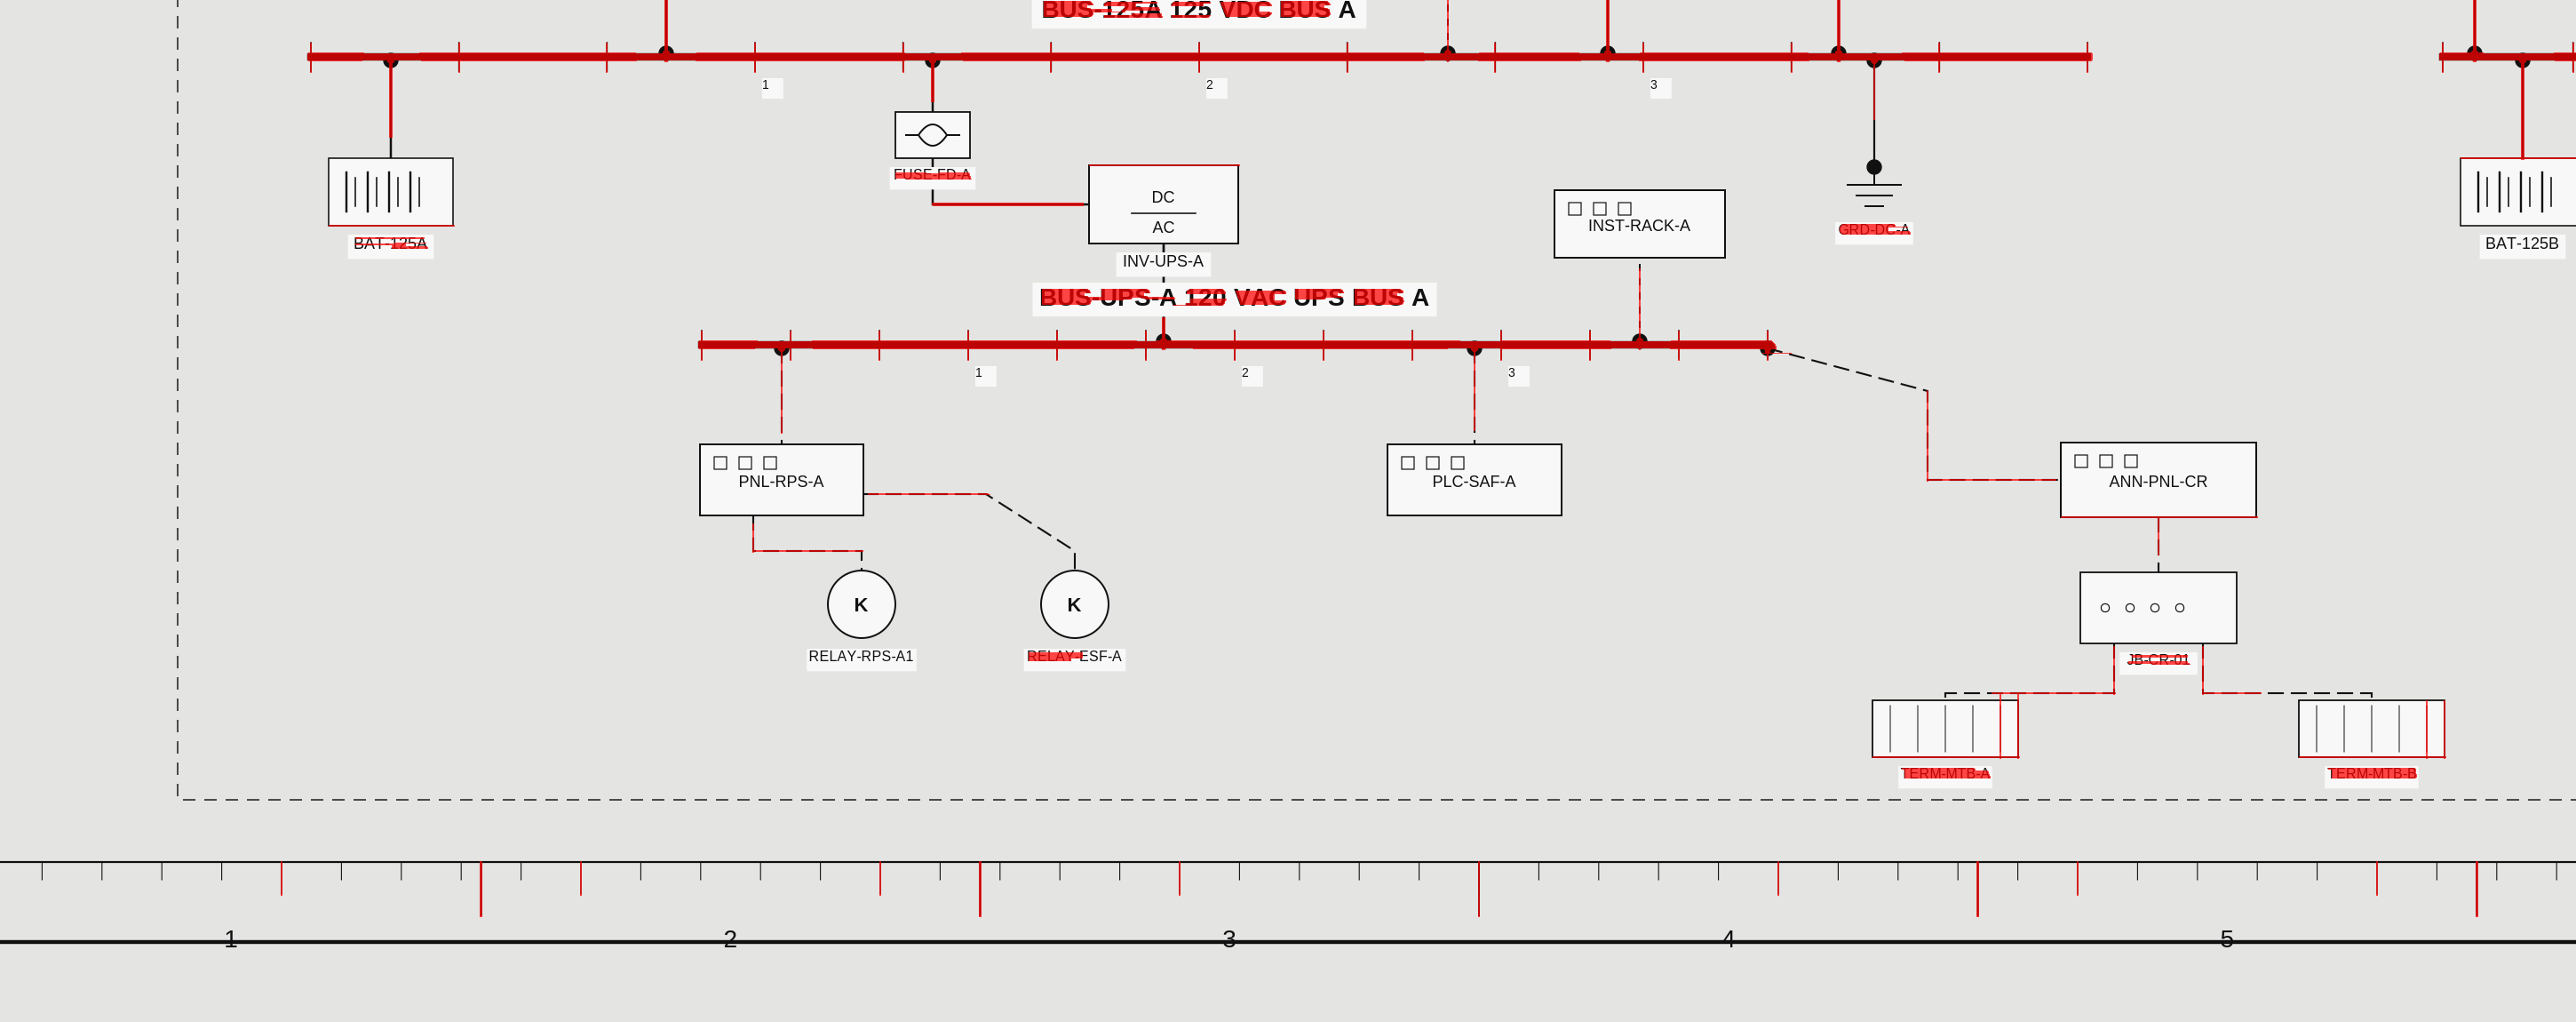 BUS-125A 125 VDC BUS A
1 2 3
FUSE-FD-A
DC
AC
INST-RACK-A
GRD-DC-A
BAT-125A
BAT-125B
INV-UPS-A
BUS-UPS-A 120 VAC UPS BUS A
1 2 3
PNL-RPS-A
PLC-SAF-A
ANN-PNL-CR
K
K
RELAY-RPS-A1
RELAY-ESF-A
JB-CR-01
TERM-MTB-A
TERM-MTB-B
1 2 3 4 5